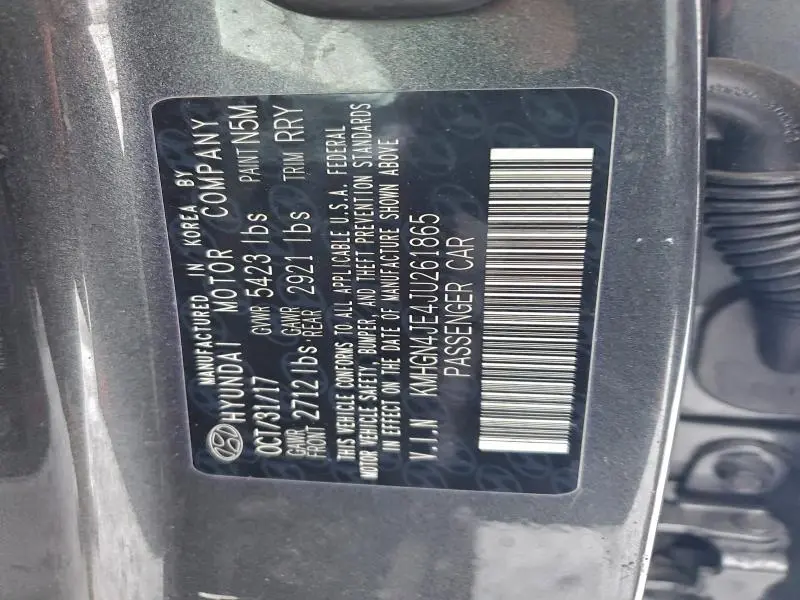 MANUFACTURED IN KOREA BY
HYUNDAI MOTOR COMPANY
OCT/31/17 GVWR 5423 lbs PAINT N5M
GAWR FRONT 2712 lbs GAWR REAR 2921 lbs TRIM RRY
THIS VEHICLE CONFORMS TO ALL APPLICABLE U.S.A. FEDERAL
MOTOR VEHICLE SAFETY, BUMPER, AND THEFT PREVENTION STANDARDS
IN EFFECT ON THE DATE OF MANUFACTURE SHOWN ABOVE
V.I.N KMHGN4JE4JU261865
PASSENGER CAR